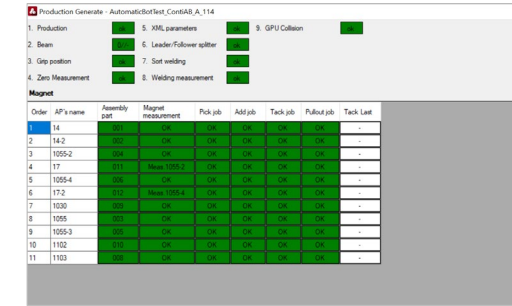 Production Generate - AutomaticBotTest_ContiAB_A_114
1. Production ok 5. XML parameters ok 9. GPU Collision ok
2. Beam 6. Leader/Follower splitter ok
3. Grip position ok 7. Sort welding ok
4. Zero Measurement ok 8. Welding measurement ok
Magnet
Order AP's name Assembly part Magnet measurement Pick job Add job Tack job Pullout job Tack Last
1 14 001 OK OK OK OK OK -
2 14-2 002 OK OK OK OK OK -
3 1055-2 004 OK OK OK OK OK -
4 17 011 Meas 1055-2 OK OK OK OK -
5 1055-4 006 OK OK OK OK OK -
6 17-2 012 Meas 1055-4 OK OK OK OK -
7 1030 009 OK OK OK OK OK -
8 1055 003 OK OK OK OK OK -
9 1055-3 005 OK OK OK OK OK -
10 1102 010 OK OK OK OK OK -
11 1103 008 OK OK OK OK OK -